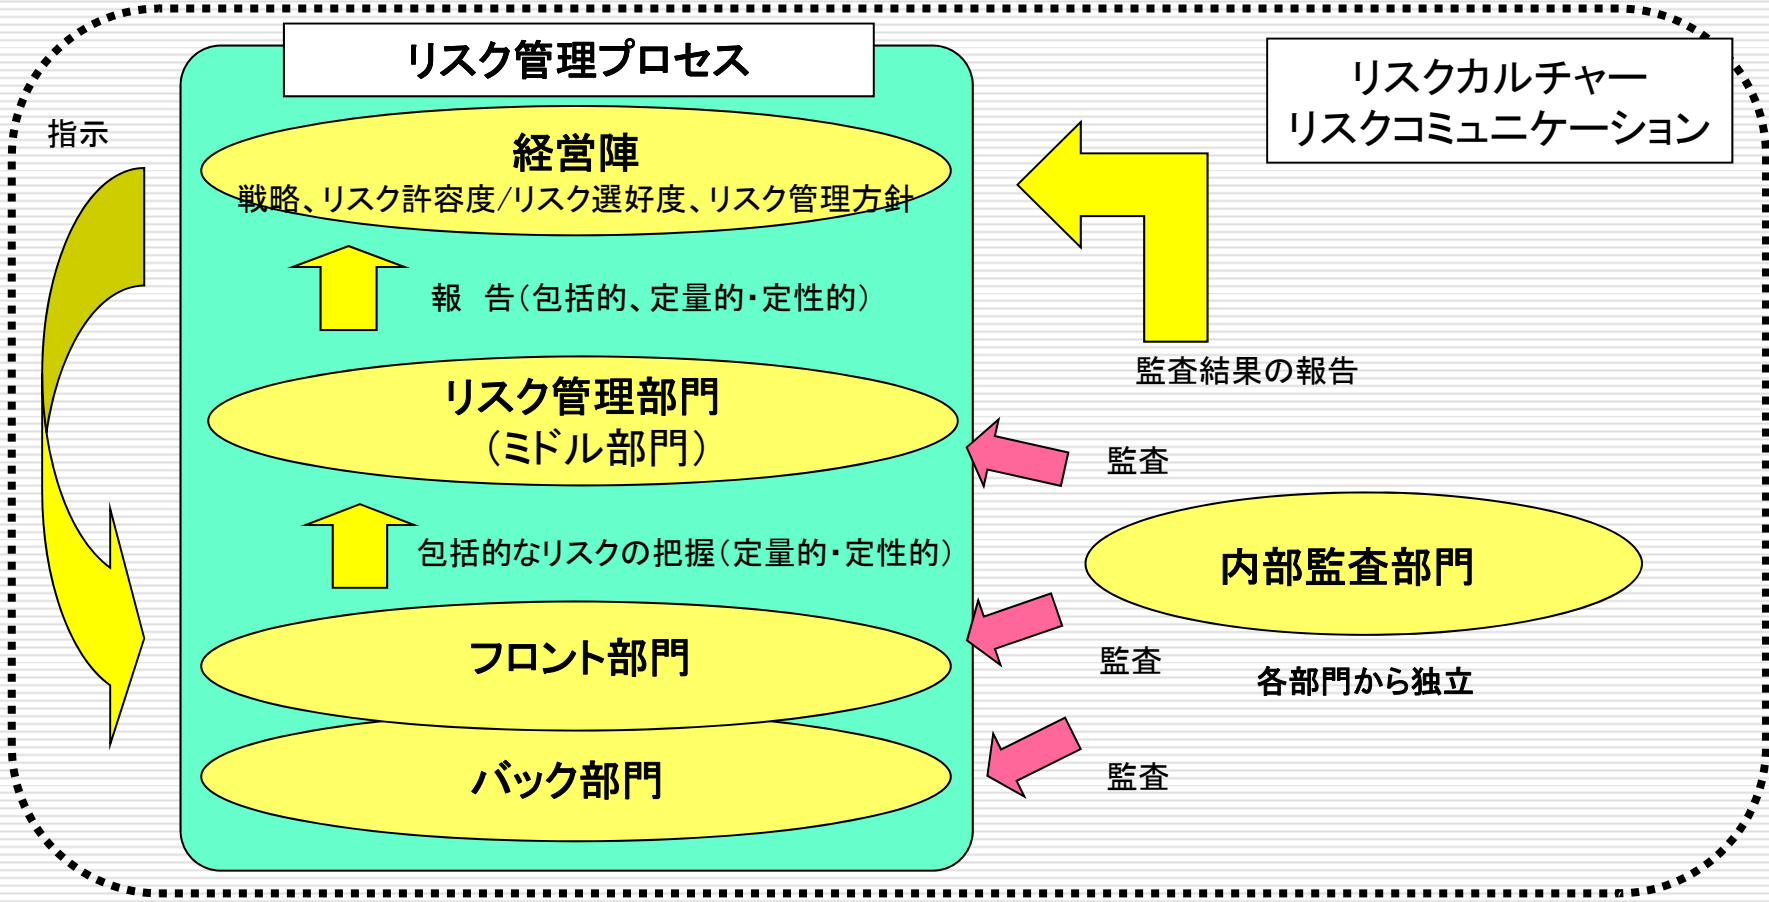 リスク管理プロセス
リスクカルチャー
リスクコミュニケーション
指示
経営陣
戦略、リスク許容度/リスク選好度、リスク管理方針
報　告（包括的、定量的・定性的）
監査結果の報告
リスク管理部門
（ミドル部門）
監査
包括的なリスクの把握（定量的・定性的）
内部監査部門
フロント部門
監査
各部門から独立
バック部門
監査